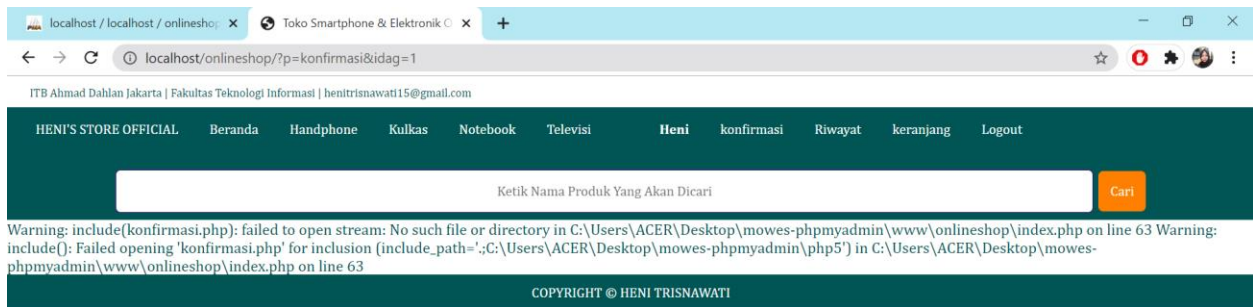 localhost / localhost / onlineshop
Toko Smartphone & Elektronik O
localhost/onlineshop/?p=konfirmasi&idag=1
ITB Ahmad Dahlan Jakarta | Fakultas Teknologi Informasi | henitrisnawati15@gmail.com
HENI'S STORE OFFICIAL Beranda Handphone Kulkas Notebook Televisi Heni konfirmasi Riwayat keranjang Logout
Ketik Nama Produk Yang Akan Dicari Cari
Warning: include(konfirmasi.php): failed to open stream: No such file or directory in C:\Users\ACER\Desktop\mowes-phpmyadmin\www\onlineshop\index.php on line 63 Warning:
include(): Failed opening 'konfirmasi.php' for inclusion (include_path='.;C:\Users\ACER\Desktop\mowes-phpmyadmin\php5') in C:\Users\ACER\Desktop\mowes-
phpmyadmin\www\onlineshop\index.php on line 63
COPYRIGHT © HENI TRISNAWATI